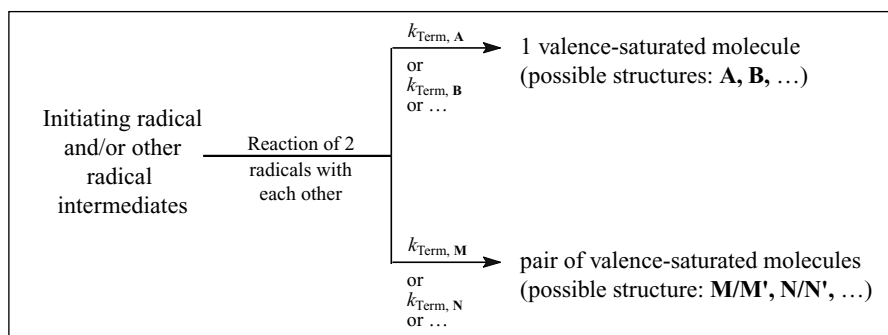 k_Term, A
or
k_Term, B
or …
1 valence-saturated molecule
(possible structures: A, B, …)
Initiating radical
and/or other
radical
intermediates
Reaction of 2
radicals with
each other
k_Term, M
or
k_Term, N
or …
pair of valence-saturated molecules
(possible structure: M/M', N/N', …)